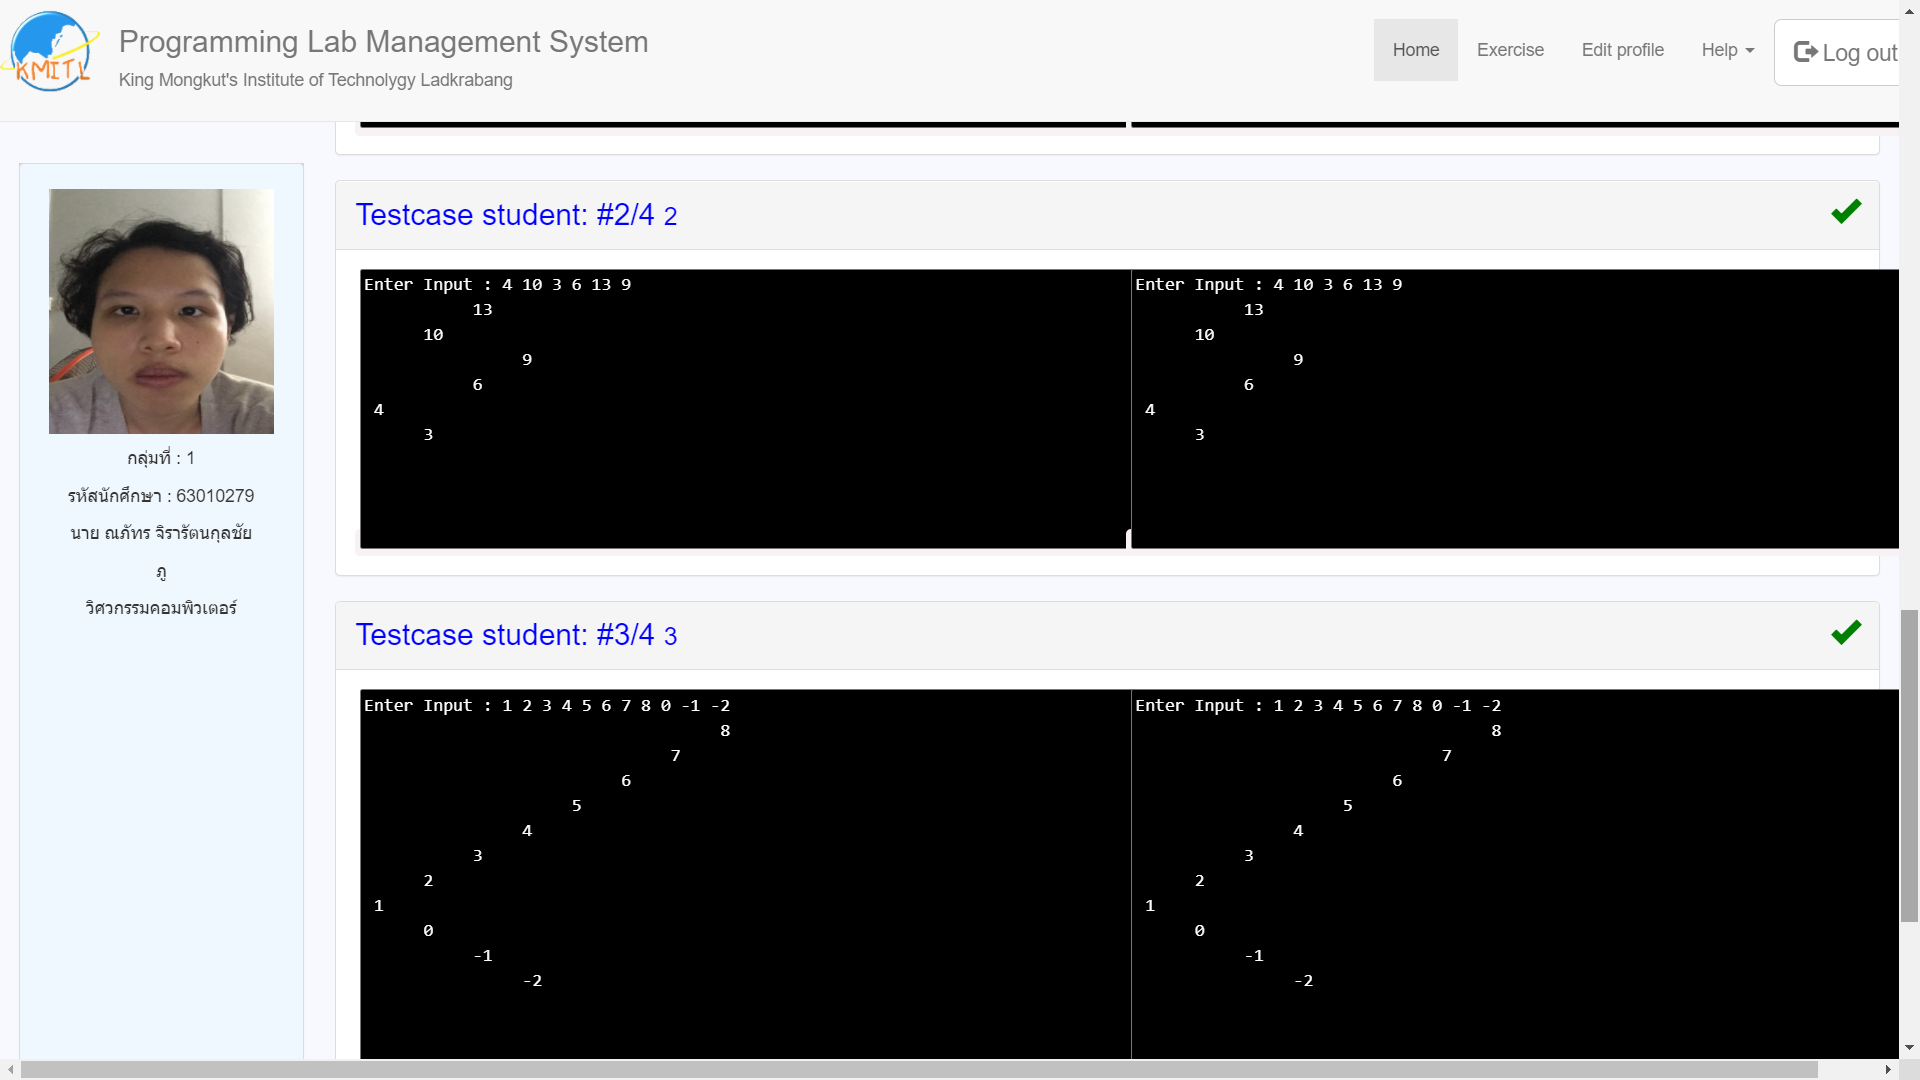 KMITL
Programming Lab Management System
King Mongkut's Institute of Technolygy Ladkrabang
Home
Exercise
Edit profile
Help
Log out
กลุ่มที่ : 1
รหัสนักศึกษา : 63010279
นาย ณภัทร จิรารัตนกุลชัย
ภู
วิศวกรรมคอมพิวเตอร์
Testcase student: #2/4 2
Enter Input : 4 10 3 6 13 9
13
10
9
6
4
3
Enter Input : 4 10 3 6 13 9
13
10
9
6
4
3
Testcase student: #3/4 3
Enter Input : 1 2 3 4 5 6 7 8 0 -1 -2
8
7
6
5
4
3
2
1
0
-1
-2
Enter Input : 1 2 3 4 5 6 7 8 0 -1 -2
8
7
6
5
4
3
2
1
0
-1
-2